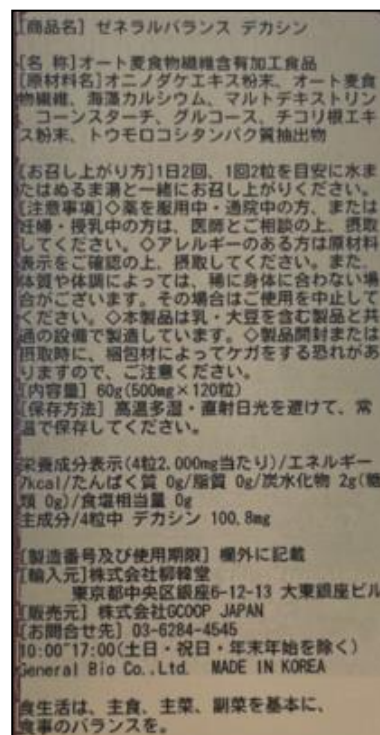 [商品名] ゼネラルバランス デカシン
[名 称]オート麦食物繊維含有加工食品
[原材料名]オニノダケエキス粉末、オート麦食
物繊維、海藻カルシウム、マルトデキストリン
、コーンスターチ、グルコース、チコリ根エキ
ス粉末、トウモロコシタンパク質抽出物
[お召し上がり方]1日2回、1回2粒を目安に水ま
たはぬるま湯と一緒にお召し上がりください。
[注意事項]◇薬を服用中・通院中の方、または
妊婦・授乳中の方は、医師とご相談の上、摂取
してください。◇アレルギーのある方は原材料
表示をご確認の上、摂取してください。また、
体質や体調によっては、稀に身体に合わない場
合がございます。その場合はご使用を中止して
ください。◇本製品は乳・大豆を含む製品と共
通の設備で製造しています。◇製品開封または
摂取時に、梱包材によってケガをする恐れがあ
りますので、ご注意ください。
[内容量] 60g(500mg×120粒)
[保存方法] 高温多湿・直射日光を避けて、常
温で保存してください。
栄養成分表示(4粒2,000mg当たり)/エネルギー
7kcal/たんぱく質 0g/脂質 0g/炭水化物 2g(糖
類 0g)/食塩相当量 0g
主成分/4粒中 デカシン 100.8mg
[製造番号及び使用期限] 欄外に記載
[輸入元]株式会社柳韓堂
東京都中央区銀座6-12-13 大東銀座ビル
[販売元] 株式会社GCOOP JAPAN
[お問合せ先] 03-6284-4545
10:00~17:00(土日・祝日・年末年始を除く)
General Bio Co.,Ltd. MADE IN KOREA
食生活は、主食、主菜、副菜を基本に、
食事のバランスを。